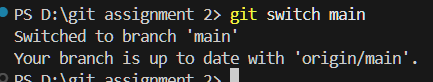 PS D:\git assignment 2> git switch main
Switched to branch 'main'
Your branch is up to date with 'origin/main'.
PS D:\git assignment 2>